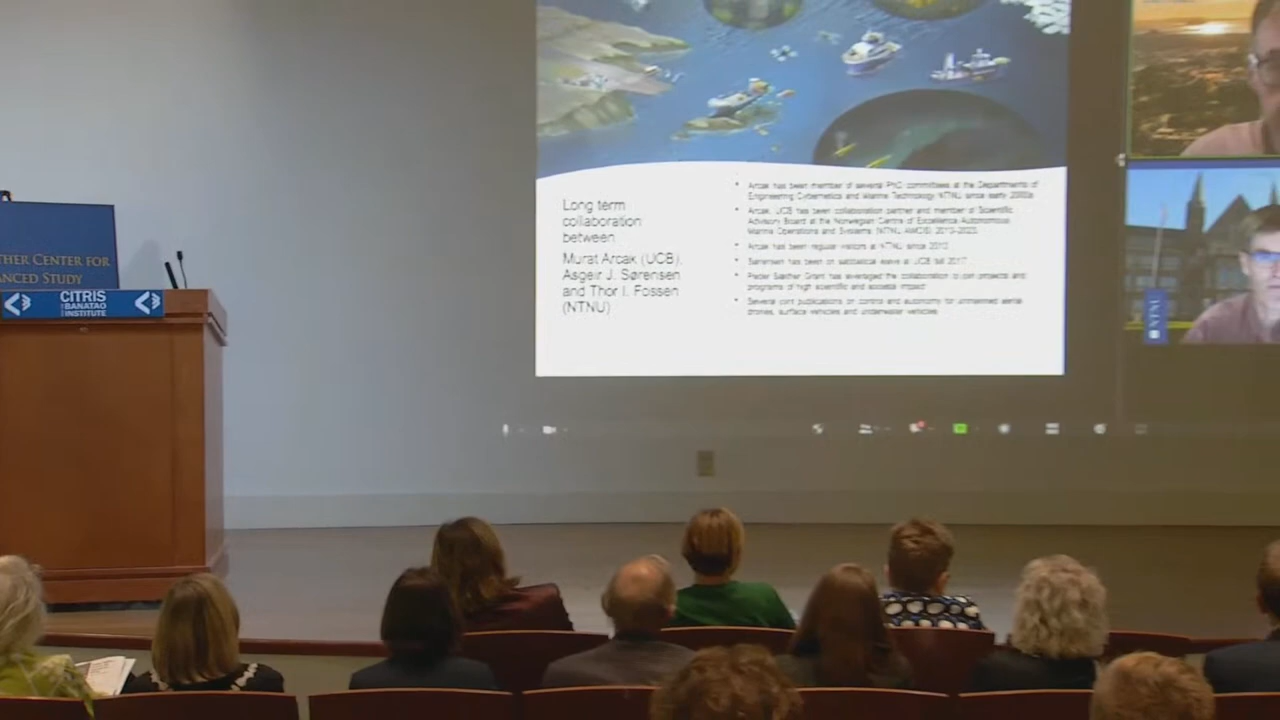 THER CENTER FOR
ANCED STUDY
CITRIS
BANATAO
INSTITUTE
Long term
collaboration
between
Murat Arcak (UCB),
Asgeir J. Sørensen
and Thor I. Fossen
(NTNU)
Arcak has been member of several PhD committees at the Departments of
Engineering Cybernetics and Marine Technology NTNU since early 2000s
Arcak, UCB has been collaboration partner and member of Scientific
Advisory Board at the Norwegian Centre of Excellence Autonomous
Marine Operations and Systems (NTNU AMOS) 2013-2023
Arcak has been regular visitors at NTNU since 2013
Sørensen has been on sabbatical leave at UCB fall 2017
Peder Sæther Grant has leveraged the collaboration to joint projects and
programs of high scientific and societal impact
Several joint publications on control and autonomy for unmanned aerial
drones, surface vehicles and underwater vehicles
NTNU